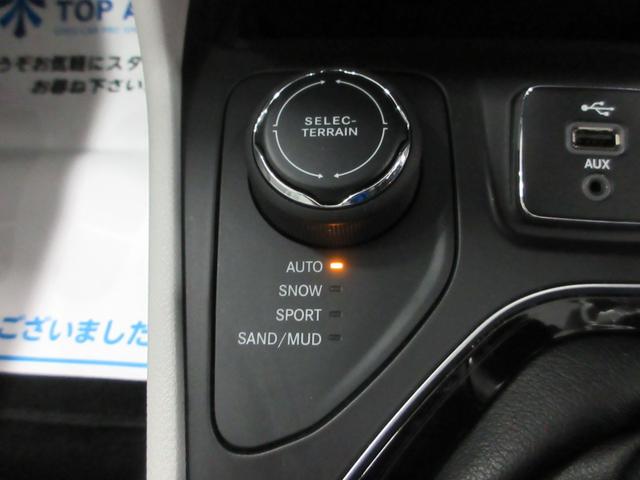 TOP A
うぞお気軽にスタ
お尋ね下さい
SELEC-
TERRAIN
AUX
AUTO
SNOW
SPORT
SAND/MUD
ございました